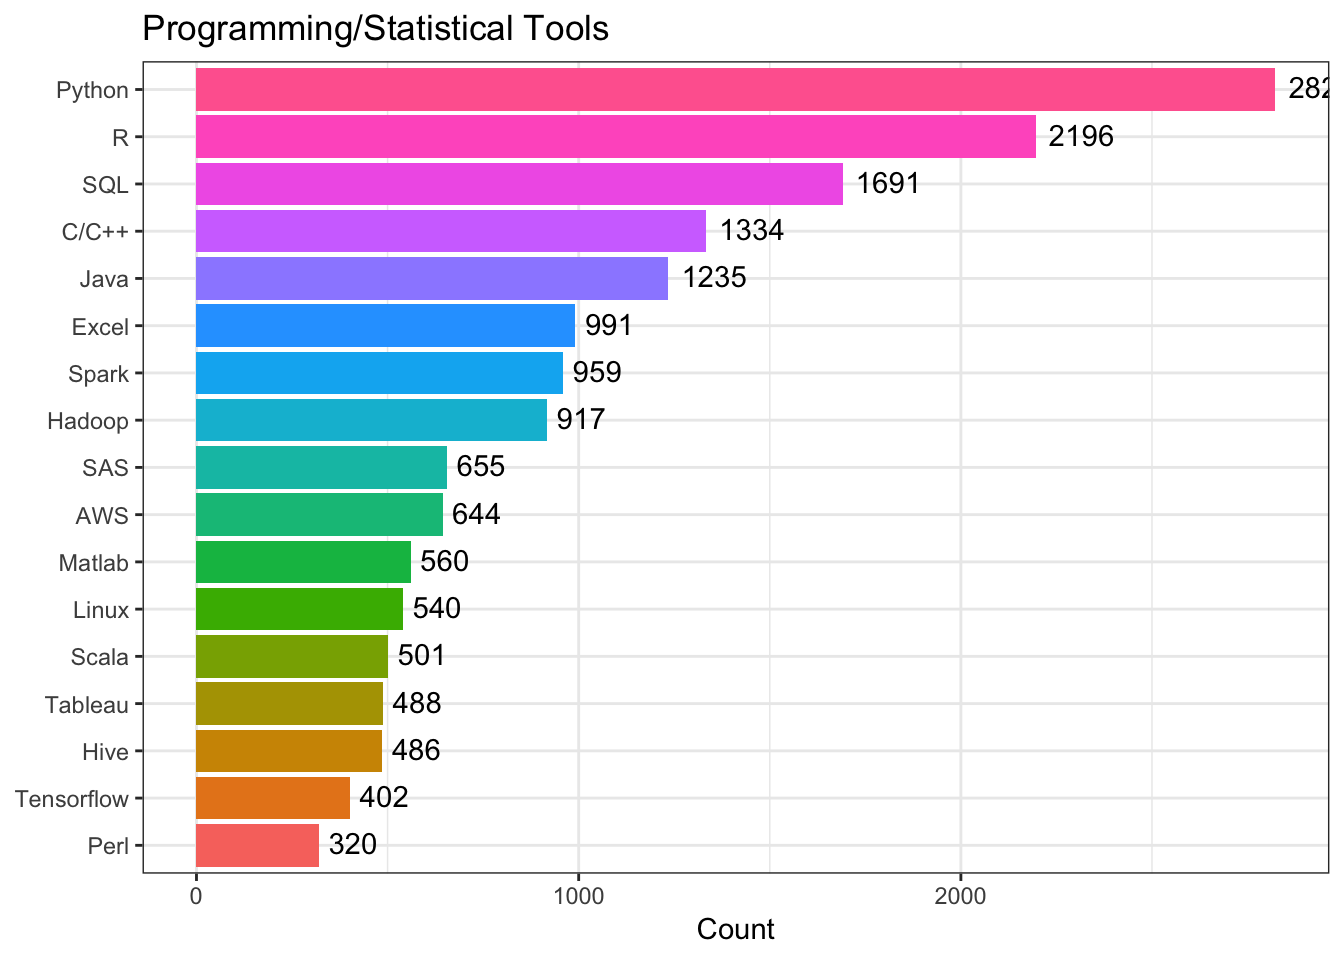 Programming/Statistical Tools
Python 282
R 2196
SQL 1691
C/C++ 1334
Java 1235
Excel 991
Spark 959
Hadoop 917
SAS 655
AWS 644
Matlab 560
Linux 540
Scala 501
Tableau 488
Hive 486
Tensorflow 402
Perl 320
0 1000 2000
Count